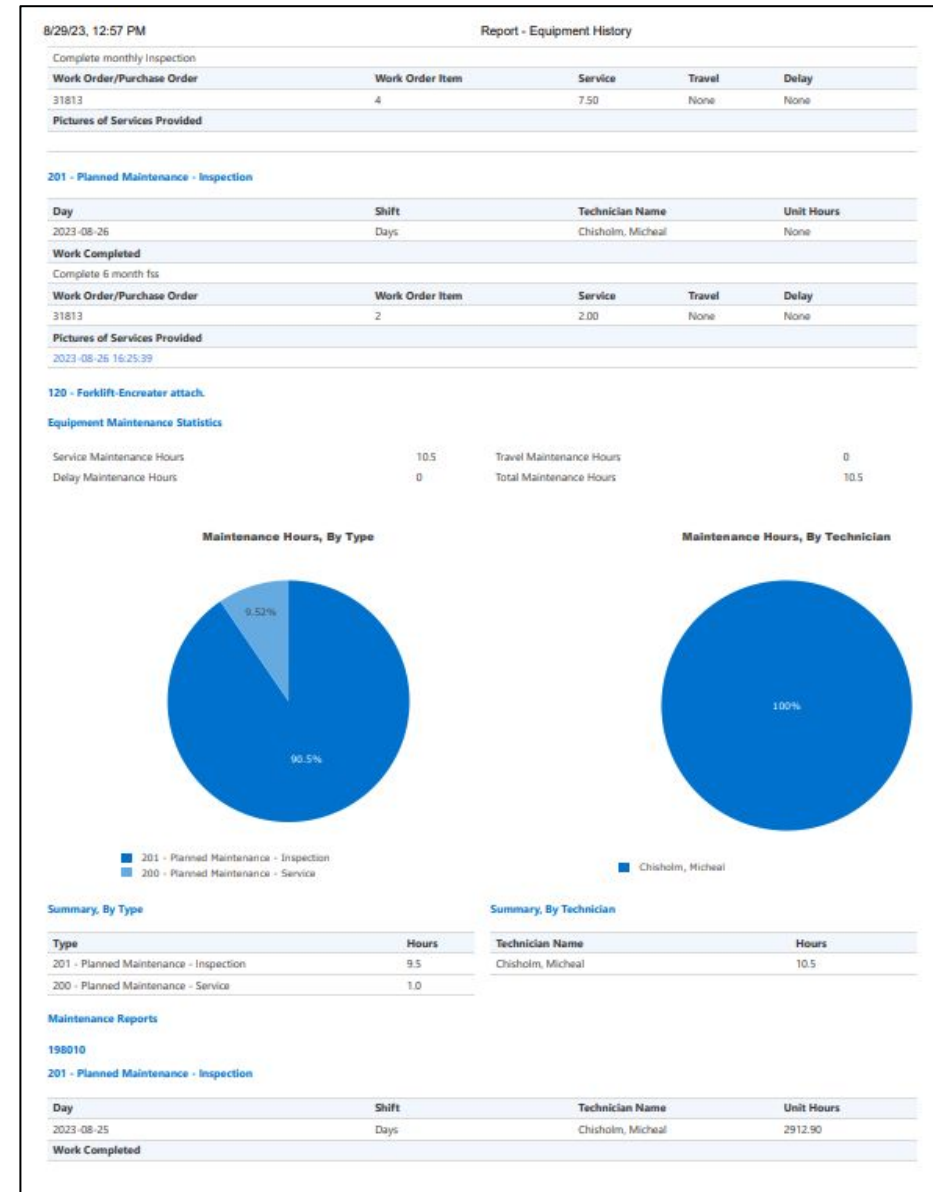 8/29/23, 12:57 PM Report - Equipment History
Complete monthly Inspection
Work Order/Purchase Order Work Order Item Service Travel Delay
31813 4 7.50 None None
Pictures of Services Provided
201 - Planned Maintenance - Inspection
Day Shift Technician Name Unit Hours
2023-08-26 Days Chisholm, Micheal None
Work Completed
Complete 6 month fss
Work Order/Purchase Order Work Order Item Service Travel Delay
31813 2 2.00 None None
Pictures of Services Provided
2023-08-26 16:25:39
120 - Forklift-Encreater attach.
Equipment Maintenance Statistics
Service Maintenance Hours 10.5 Travel Maintenance Hours 0
Delay Maintenance Hours 0 Total Maintenance Hours 10.5
Maintenance Hours, By Type Maintenance Hours, By Technician
9.52%
100%
90.5%
201 - Planned Maintenance - Inspection
200 - Planned Maintenance - Service
Chisholm, Micheal
Summary, By Type Summary, By Technician
Type Hours Technician Name Hours
201 - Planned Maintenance - Inspection 9.5 Chisholm, Micheal 10.5
200 - Planned Maintenance - Service 1.0
Maintenance Reports
198010
201 - Planned Maintenance - Inspection
Day Shift Technician Name Unit Hours
2023-08-25 Days Chisholm, Micheal 2912.90
Work Completed